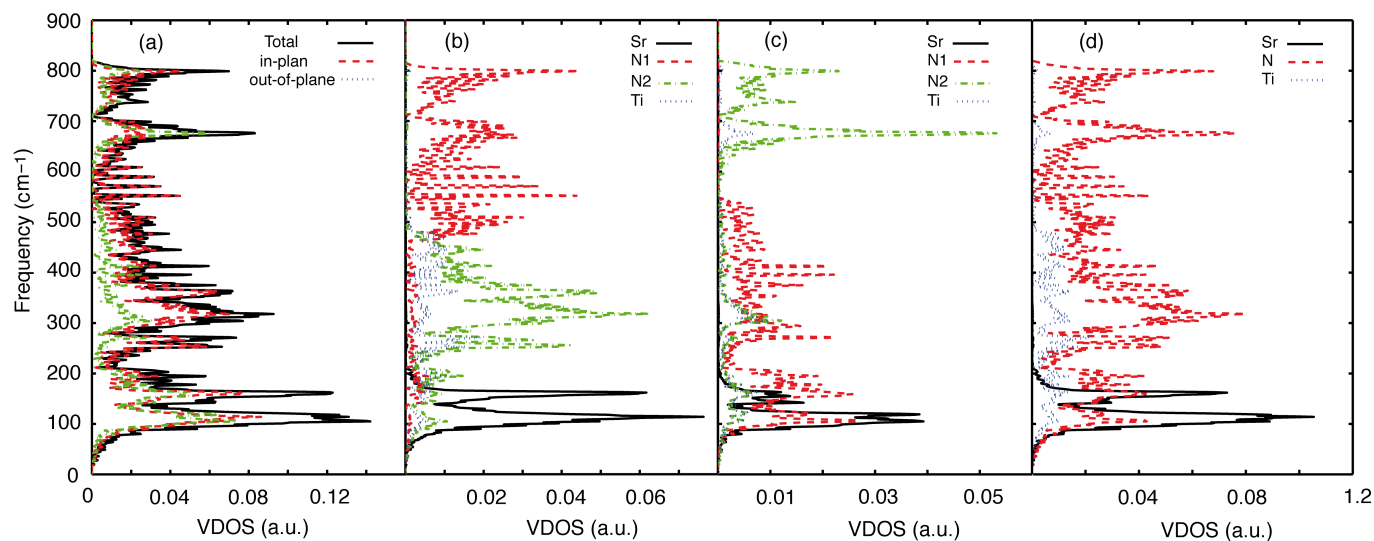 900
800
700
600
500
400
300
200
100
0
Frequency (cm⁻¹)
(a)
Total
in-plan
out-of-plane
0 0.04 0.08 0.12
VDOS (a.u.)
(b)
Sr
N1
N2
Ti
0.02 0.04 0.06
VDOS (a.u.)
(c)
Sr
N1
N2
Ti
0.01 0.03 0.05
VDOS (a.u.)
(d)
Sr
N
Ti
0.04 0.08 1.2
VDOS (a.u.)